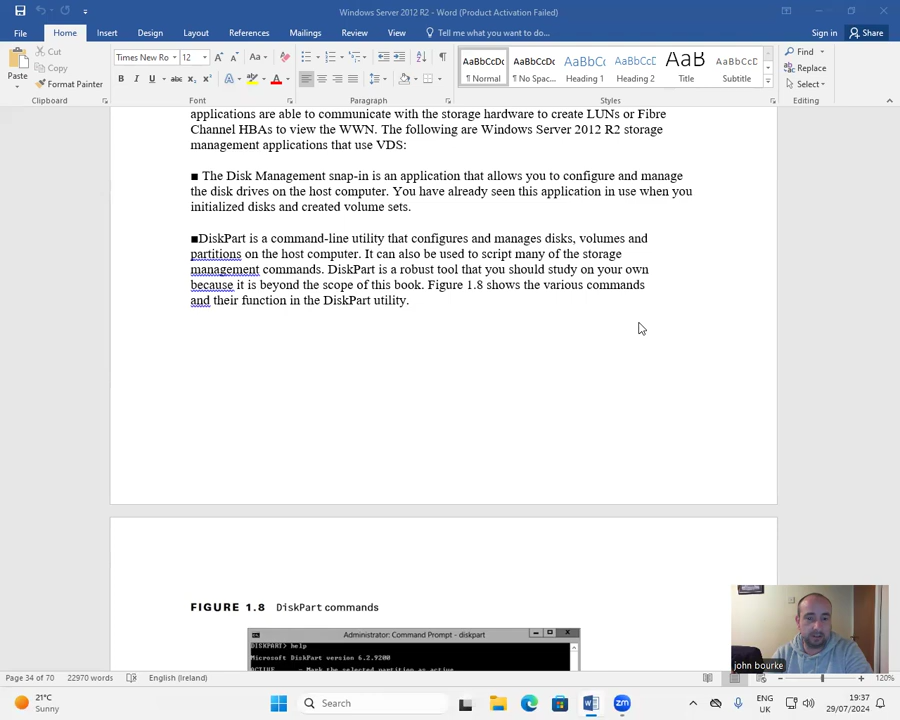 Windows Server 2012 R2 - Word (Product Activation Failed)
File Home Insert Design Layout References Mailings Review View Tell me what you want to do... Sign in Share
Paste
Cut
Copy
Format Painter
Clipboard
Times New Ro 12
Font
Paragraph
AaBbCcDc AaBbCcDc AaBbCc AaBbCcD AaB AaBbCcD
¶ Normal ¶ No Spac... Heading 1 Heading 2 Title Subtitle
Styles
Find
Replace
Select
Editing
applications are able to communicate with the storage hardware to create LUNs or Fibre
Channel HBAs to view the WWN. The following are Windows Server 2012 R2 storage
management applications that use VDS:
■ The Disk Management snap-in is an application that allows you to configure and manage
the disk drives on the host computer. You have already seen this application in use when you
initialized disks and created volume sets.
■DiskPart is a command-line utility that configures and manages disks, volumes and
partitions on the host computer. It can also be used to script many of the storage
management commands. DiskPart is a robust tool that you should study on your own
because it is beyond the scope of this book. Figure 1.8 shows the various commands
and their function in the DiskPart utility.
FIGURE 1.8 DiskPart commands
Administrator: Command Prompt - diskpart
DISKPART> help
Microsoft DiskPart version 6.2.9200
ACTIVE - Mark the selected partition as active.
john bourke
Page 34 of 70 22970 words English (Ireland) 120%
21°C
Sunny
Search
ENG
UK
19:37
29/07/2024